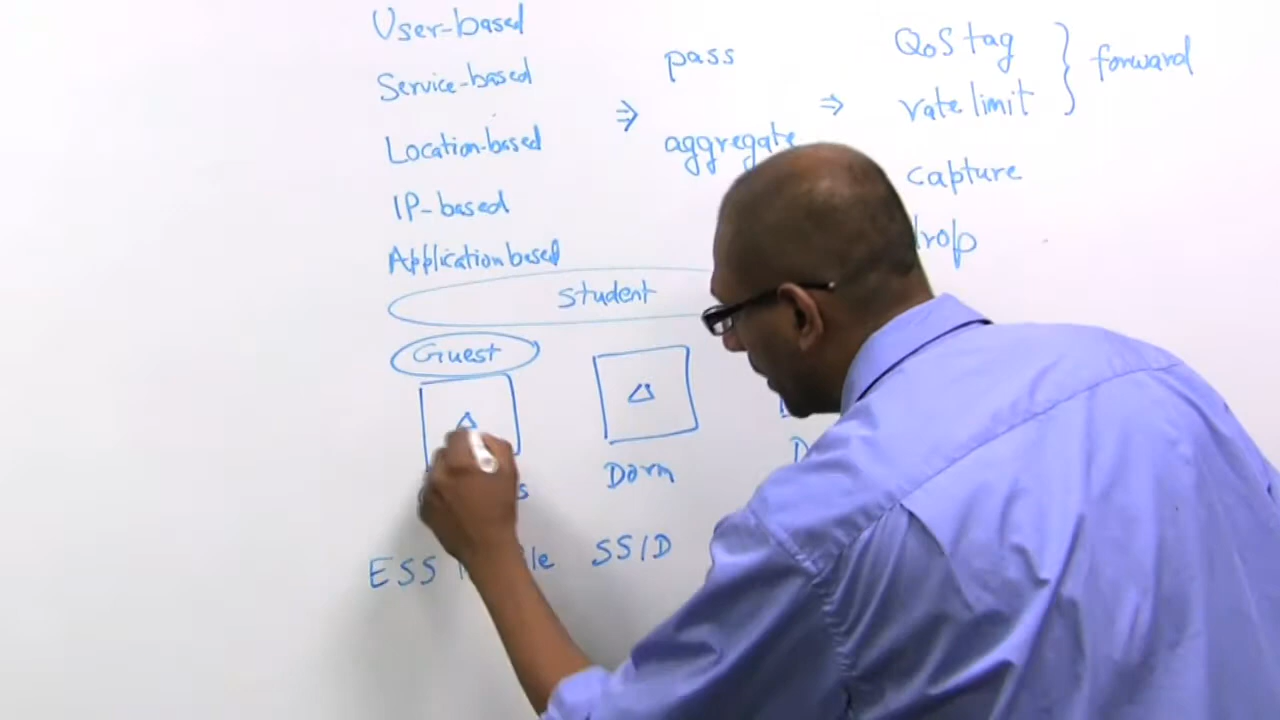 User-based
Service-based
Location-based
IP-based
Application based
⇒
pass
aggregate
⇒
QoS tag
rate limit
} forward
capture
drop
Student
Guest
Dorm
ESS
SSID